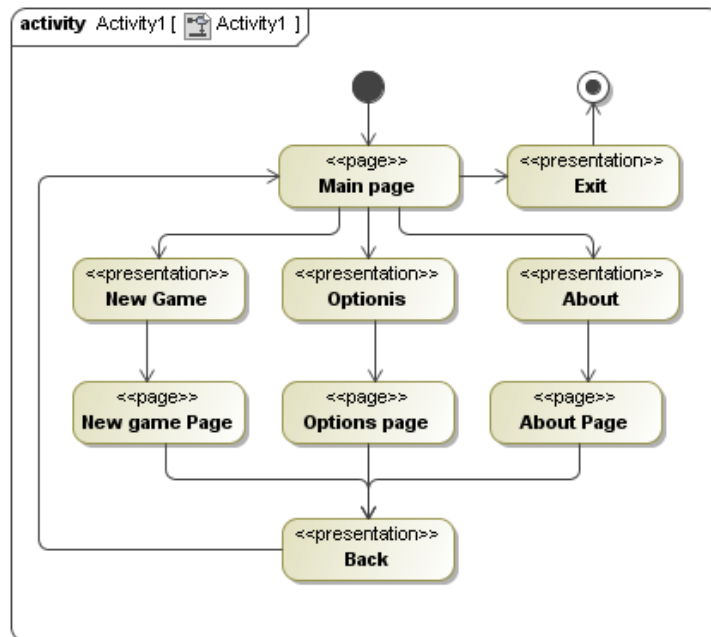 activity Activity1 [ Activity1 ]
<<page>>
Main page
<<presentation>>
Exit
<<presentation>>
New Game
<<presentation>>
Optionis
<<presentation>>
About
<<page>>
New game Page
<<page>>
Options page
<<page>>
About Page
<<presentation>>
Back